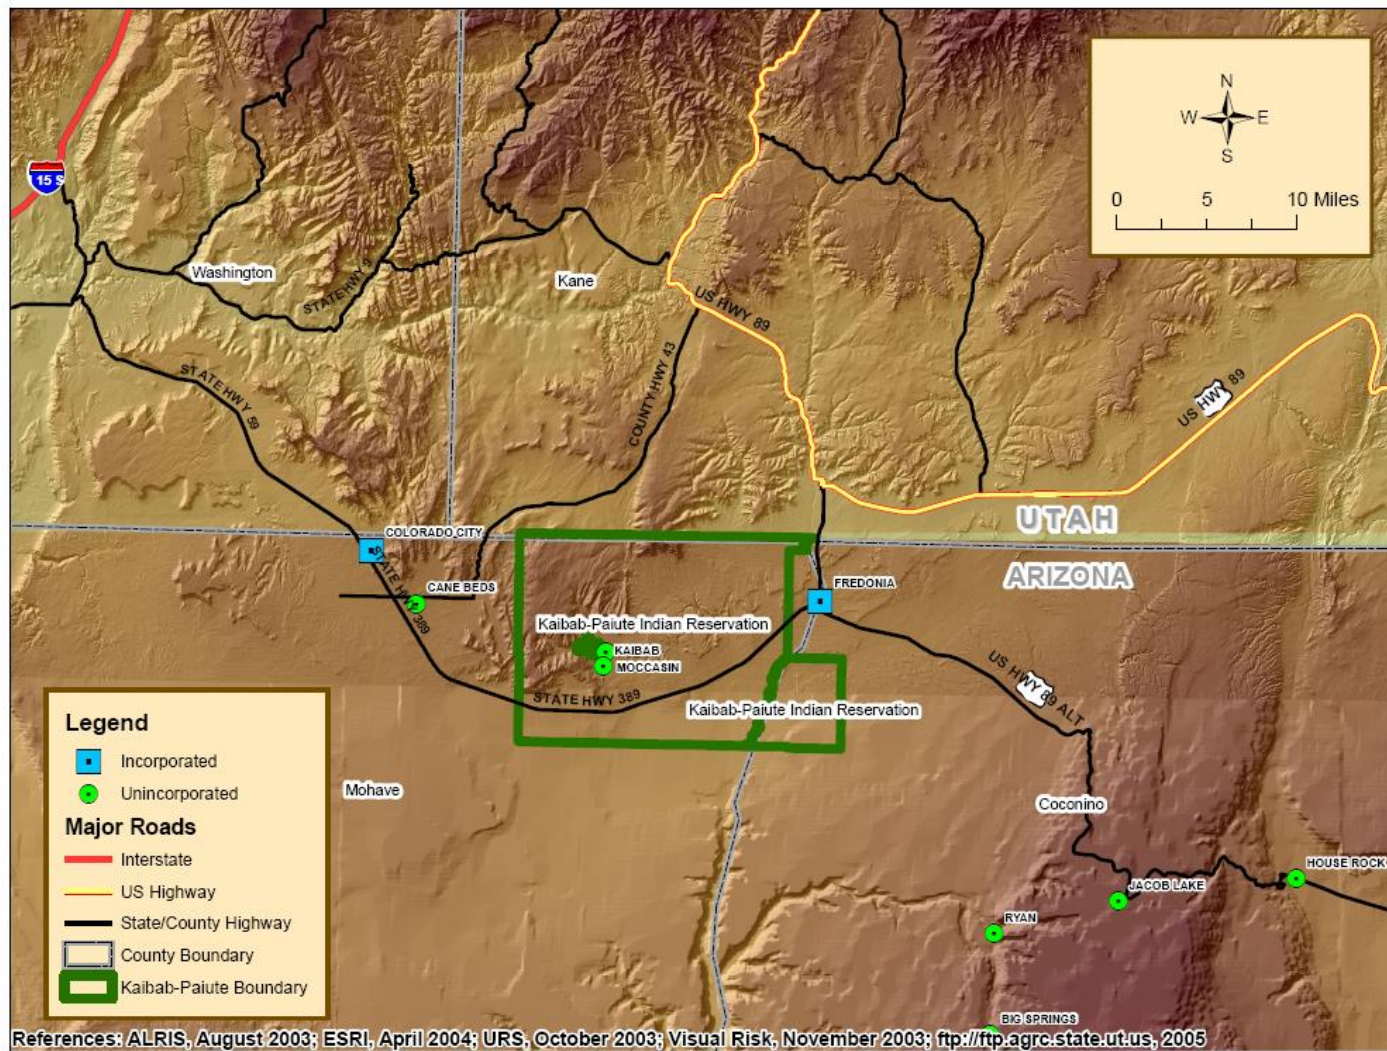 N
W E
S
0 5 10 Miles
15 S
Washington
STATE HWY 9
Kane
US HWY 89
COUNTY HWY 43
STATE HWY 59
US HWY 89
UTAH
ARIZONA
COLORADO CITY
STATE HWY 389
CANE BEDS
FREDONIA
Kaibab-Paiute Indian Reservation
KAIBAB
MOCCASIN
STATE HWY 389
Kaibab-Paiute Indian Reservation
US HWY 89 ALT
Mohave
Coconino
HOUSE ROCK
JACOB LAKE
RYAN
BIG SPRINGS
Legend
Incorporated
Unincorporated
Major Roads
Interstate
US Highway
State/County Highway
County Boundary
Kaibab-Paiute Boundary
References: ALRIS, August 2003; ESRI, April 2004; URS, October 2003; Visual Risk, November 2003; ftp://ftp.agrc.state.ut.us, 2005